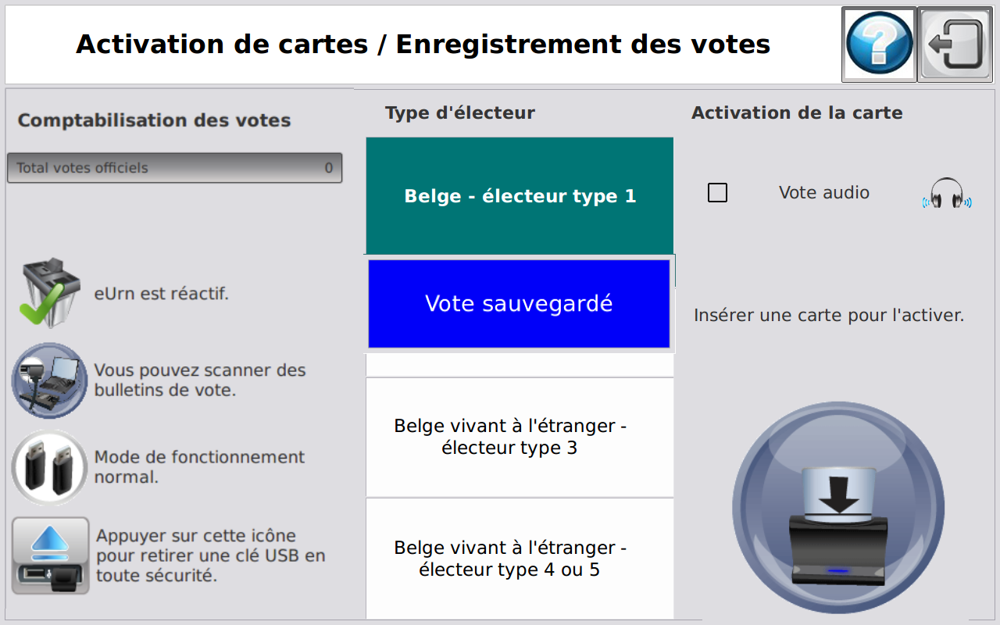 Activation de cartes / Enregistrement des votes
Comptabilisation des votes
Total votes officiels 0
eUrn est réactif.
Vous pouvez scanner des
bulletins de vote.
Mode de fonctionnement
normal.
Appuyer sur cette icône
pour retirer une clé USB en
toute sécurité.
Type d'électeur
Belge - électeur type 1
Vote sauvegardé
Belge vivant à l'étranger -
électeur type 3
Belge vivant à l'étranger -
électeur type 4 ou 5
Activation de la carte
Vote audio
Insérer une carte pour l'activer.